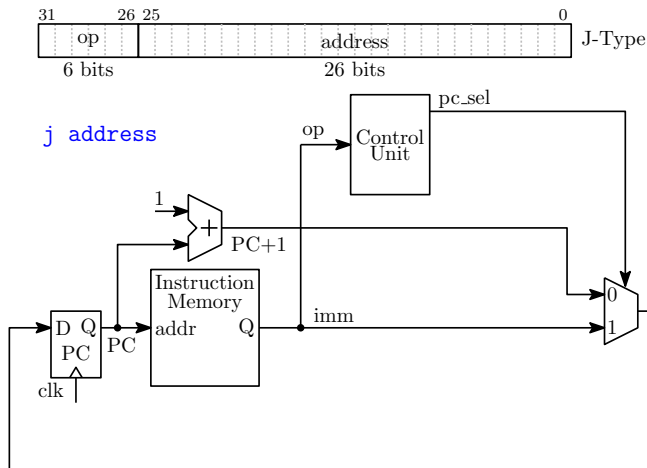 31 26 25 0
op address J-Type
6 bits 26 bits
pc_sel
j address
op Control
Unit
1
+
PC+1
Instruction
Memory
0
D Q addr Q imm 1
PC PC
clk